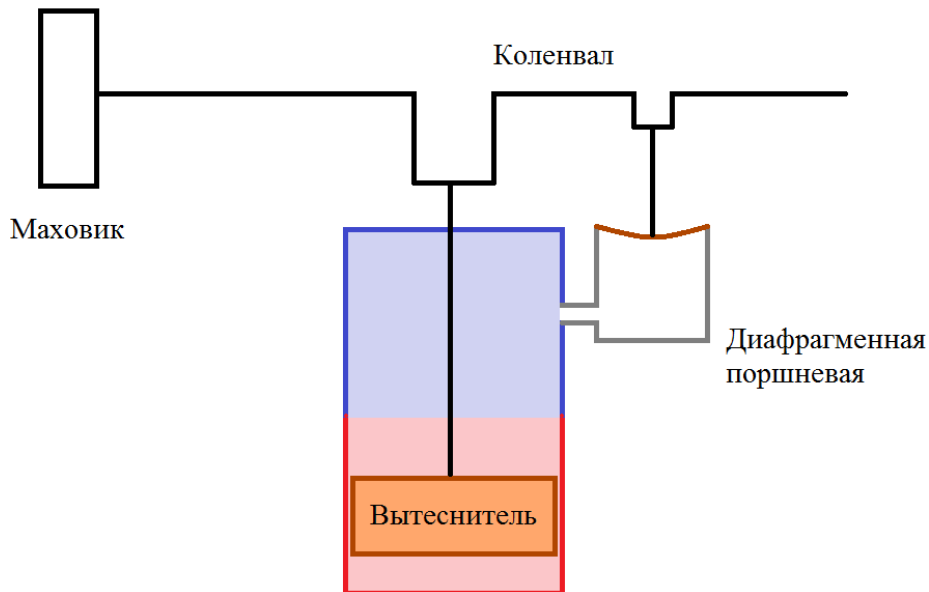 Коленвал
Маховик
Диафрагменная
поршневая
Вытеснитель